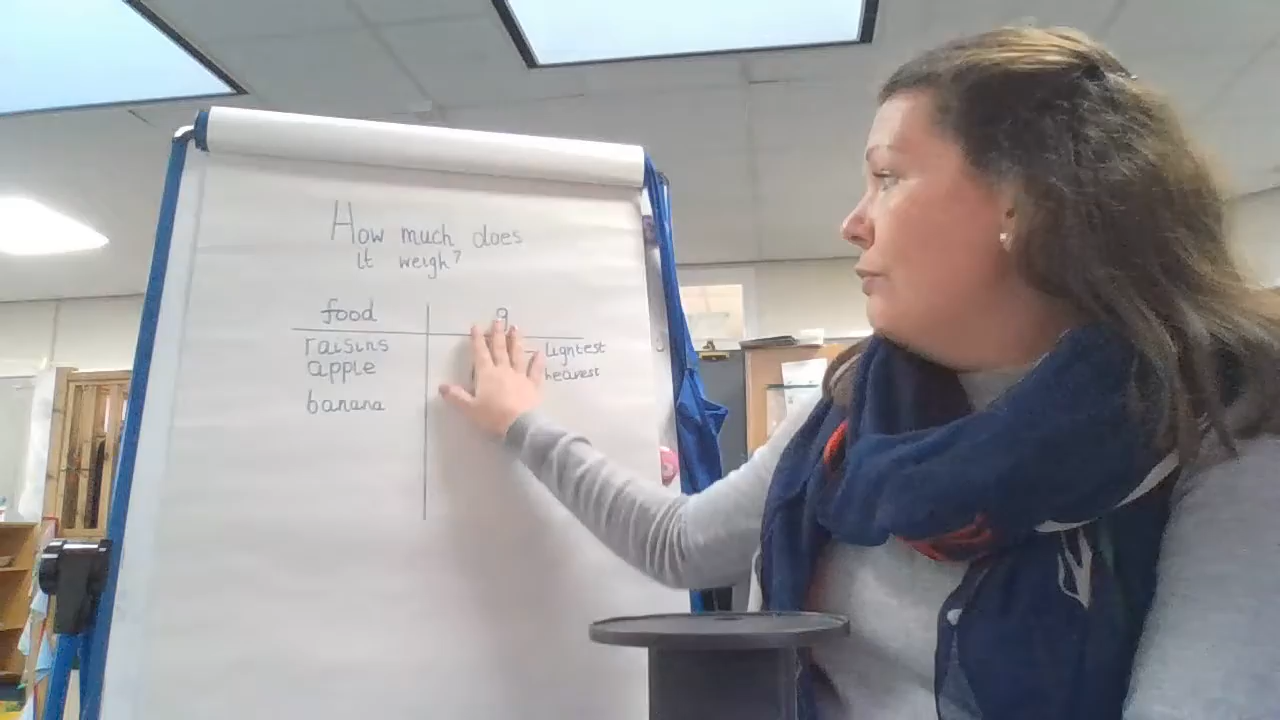 How much does
it weigh?
food g
raisins lightest
apple heaviest
banana